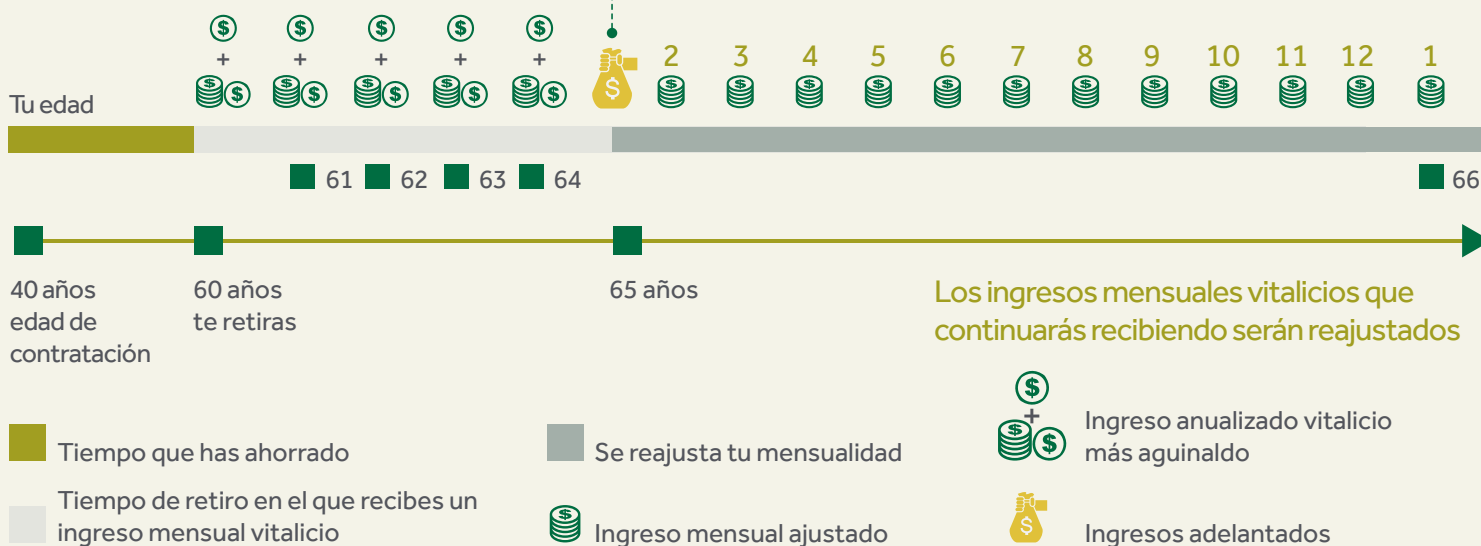 $ $ $ $ $
+ + + + +
$ $ $ $ $ $ $ $ $ $
$
2 3 4 5 6 7 8 9 10 11 12 1
$ $ $ $ $ $ $ $ $ $ $ $
Tu edad
61 62 63 64
66
40 años
edad de
contratación
60 años
te retiras
65 años
Los ingresos mensuales vitalicios que
continuarás recibiendo serán reajustados
Tiempo que has ahorrado
Tiempo de retiro en el que recibes un
ingreso mensual vitalicio
Se reajusta tu mensualidad
$
Ingreso mensual ajustado
$
+
$ $
Ingreso anualizado vitalicio
más aguinaldo
$
Ingresos adelantados